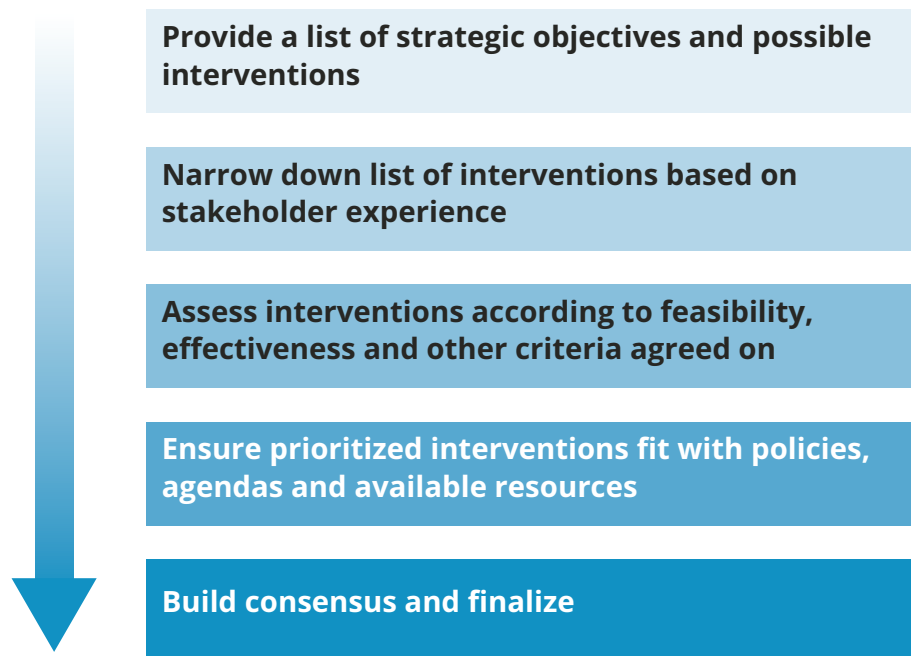 Provide a list of strategic objectives and possible
interventions
Narrow down list of interventions based on
stakeholder experience
Assess interventions according to feasibility,
effectiveness and other criteria agreed on
Ensure prioritized interventions fit with policies,
agendas and available resources
Build consensus and finalize